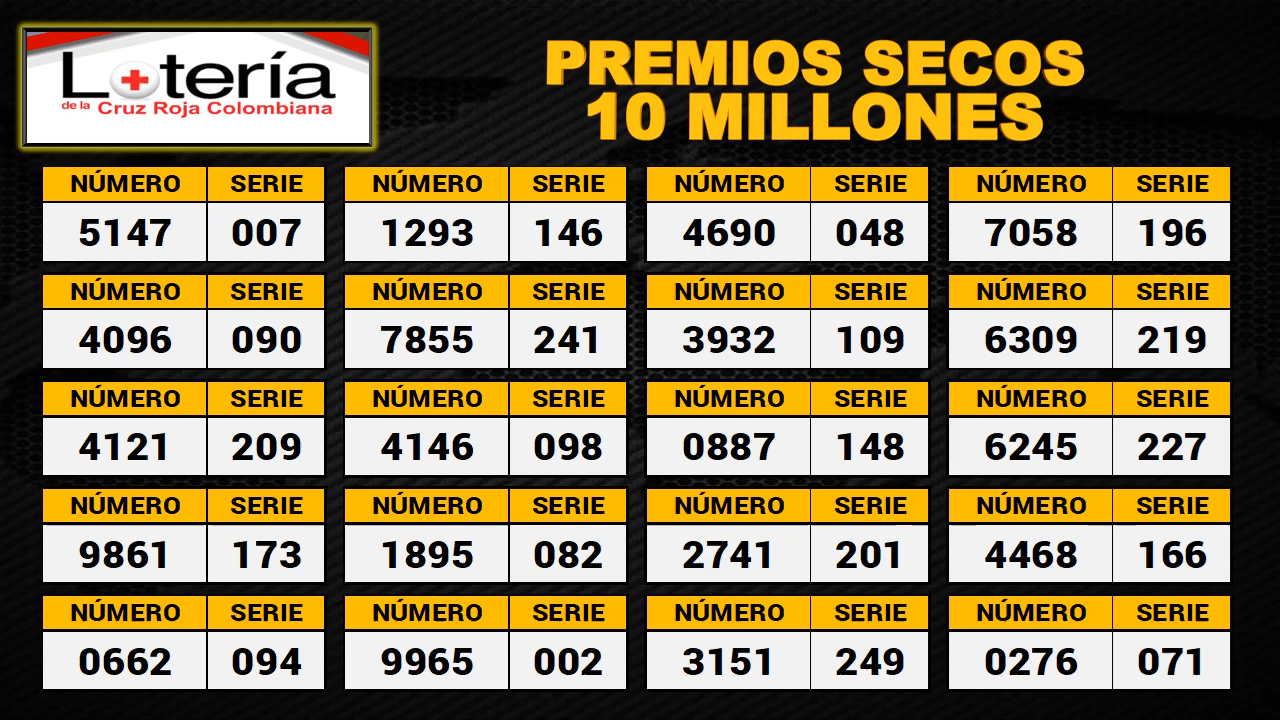 Lotería
de la Cruz Roja Colombiana
PREMIOS SECOS
10 MILLONES
NÚMERO SERIE NÚMERO SERIE NÚMERO SERIE NÚMERO SERIE
5147 007 1293 146 4690 048 7058 196
NÚMERO SERIE NÚMERO SERIE NÚMERO SERIE NÚMERO SERIE
4096 090 7855 241 3932 109 6309 219
NÚMERO SERIE NÚMERO SERIE NÚMERO SERIE NÚMERO SERIE
4121 209 4146 098 0887 148 6245 227
NÚMERO SERIE NÚMERO SERIE NÚMERO SERIE NÚMERO SERIE
9861 173 1895 082 2741 201 4468 166
NÚMERO SERIE NÚMERO SERIE NÚMERO SERIE NÚMERO SERIE
0662 094 9965 002 3151 249 0276 071